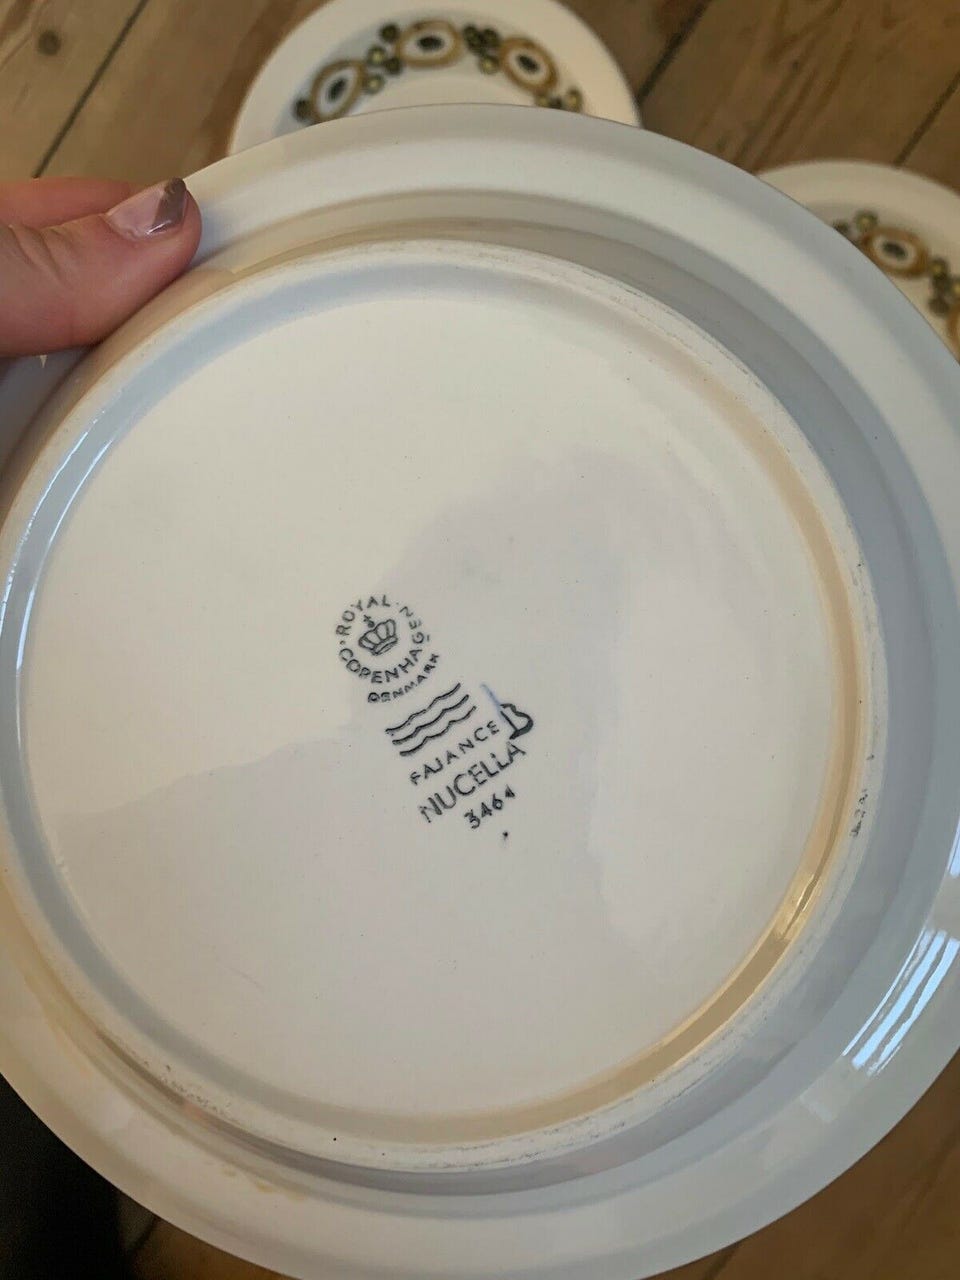 ROYAL COPENHAGEN
DENMARK
FAJANCE
B
NUCELLA
3464